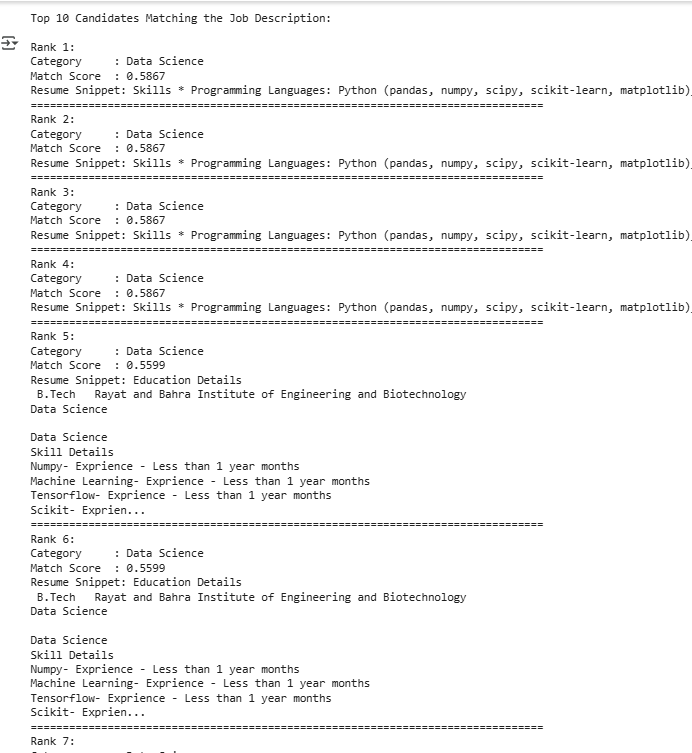 Top 10 Candidates Matching the Job Description:
Rank 1:
Category : Data Science
Match Score : 0.5867
Resume Snippet: Skills * Programming Languages: Python (pandas, numpy, scipy, scikit-learn, matplotlib),
================================================================================
Rank 2:
Category : Data Science
Match Score : 0.5867
Resume Snippet: Skills * Programming Languages: Python (pandas, numpy, scipy, scikit-learn, matplotlib),
================================================================================
Rank 3:
Category : Data Science
Match Score : 0.5867
Resume Snippet: Skills * Programming Languages: Python (pandas, numpy, scipy, scikit-learn, matplotlib),
================================================================================
Rank 4:
Category : Data Science
Match Score : 0.5867
Resume Snippet: Skills * Programming Languages: Python (pandas, numpy, scipy, scikit-learn, matplotlib),
================================================================================
Rank 5:
Category : Data Science
Match Score : 0.5599
Resume Snippet: Education Details
B.Tech Rayat and Bahra Institute of Engineering and Biotechnology
Data Science
Data Science
Skill Details
Numpy- Exprience - Less than 1 year months
Machine Learning- Exprience - Less than 1 year months
Tensorflow- Exprience - Less than 1 year months
Scikit- Exprien...
================================================================================
Rank 6:
Category : Data Science
Match Score : 0.5599
Resume Snippet: Education Details
B.Tech Rayat and Bahra Institute of Engineering and Biotechnology
Data Science
Data Science
Skill Details
Numpy- Exprience - Less than 1 year months
Machine Learning- Exprience - Less than 1 year months
Tensorflow- Exprience - Less than 1 year months
Scikit- Exprien...
================================================================================
Rank 7: